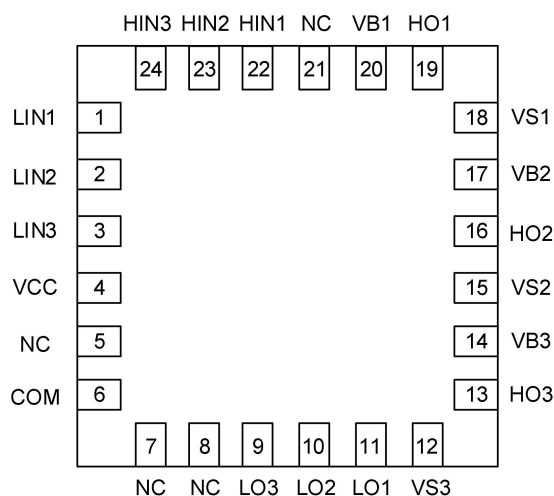 HIN3 HIN2 HIN1 NC VB1 HO1
24 23 22 21 20 19
LIN1 1 18 VS1
LIN2 2 17 VB2
LIN3 3 16 HO2
VCC 4 15 VS2
NC 5 14 VB3
COM 6 13 HO3
7 8 9 10 11 12
NC NC LO3 LO2 LO1 VS3